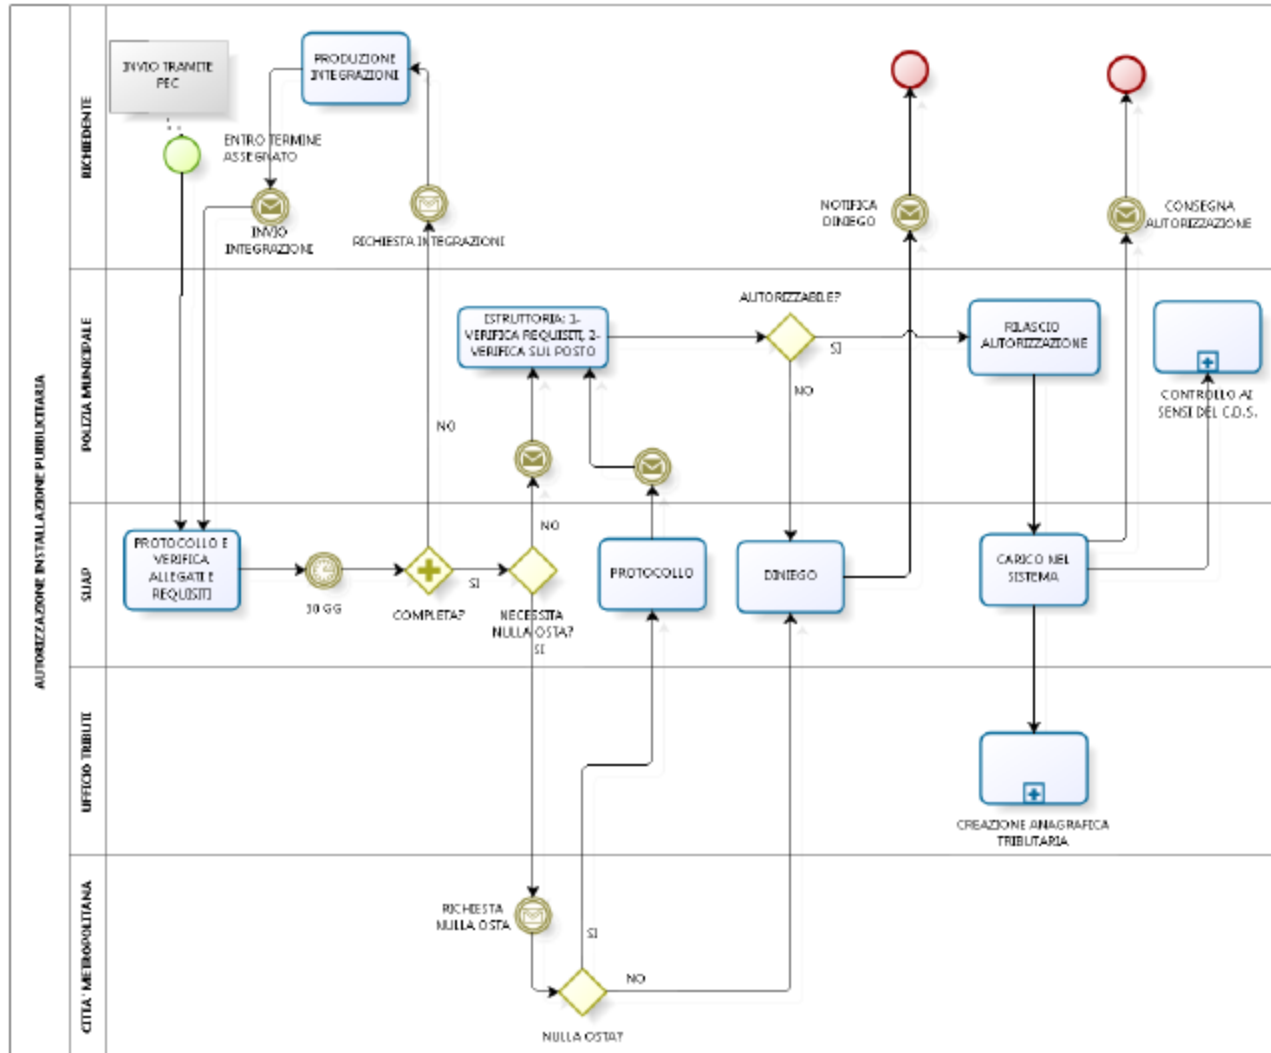 AUTORIZZAZIONE INSTALLAZIONE PUBBLICITARIA
RICHIEDENTE
INVIO TRAMITE
PEC
PRODUZIONE
INTEGRAZIONI
ENTRO TERMINE
ASSEGNATO
INVIO
INTEGRAZIONI
RICHIESTA INTEGRAZIONI
NOTIFICA
DINIEGO
CONSEGNA
AUTORIZZAZIONE
POLIZIA MUNICIPALE
ISTRUTTORIA: 1-
VERIFICA REQUISITI, 2-
VERIFICA SUL POSTO
AUTORIZZABILE?
SI
NO
RILASCIO
AUTORIZZAZIONE
CONTROLLO AI
SENSI DEL C.D.S.
NO
SUAP
PROTOCOLLO E
VERIFICA
ALLEGATI E
REQUISITI
30 GG
COMPLETA?
SI
NO
NECESSITA
NULLA OSTA?
SI
PROTOCOLLO
DINIEGO
CARICO NEL
SISTEMA
UFFICIO TRIBUTI
CREAZIONE ANAGRAFICA
TRIBUTARIA
CITTA' METROPOLITANA
RICHIESTA
NULLA OSTA
SI
NO
NULLA OSTA?